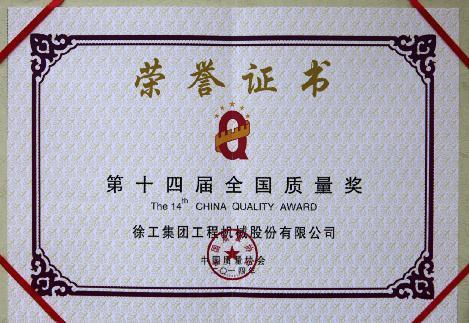 荣誉证书
Q
第十四届全国质量奖
The 14th CHINA QUALITY AWARD
徐工集团工程机械股份有限公司
中国质量协会
二〇一四年